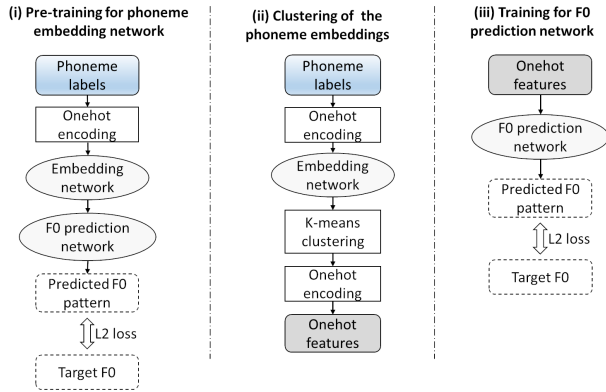 (i) Pre-training for phoneme
embedding network
Phoneme
labels
Onehot
encoding
Embedding
network
F0 prediction
network
Predicted F0
pattern
L2 loss
Target F0
(ii) Clustering of the
phoneme embeddings
Phoneme
labels
Onehot
encoding
Embedding
network
K-means
clustering
Onehot
encoding
Onehot
features
(iii) Training for F0
prediction network
Onehot
features
F0 prediction
network
Predicted F0
pattern
L2 loss
Target F0